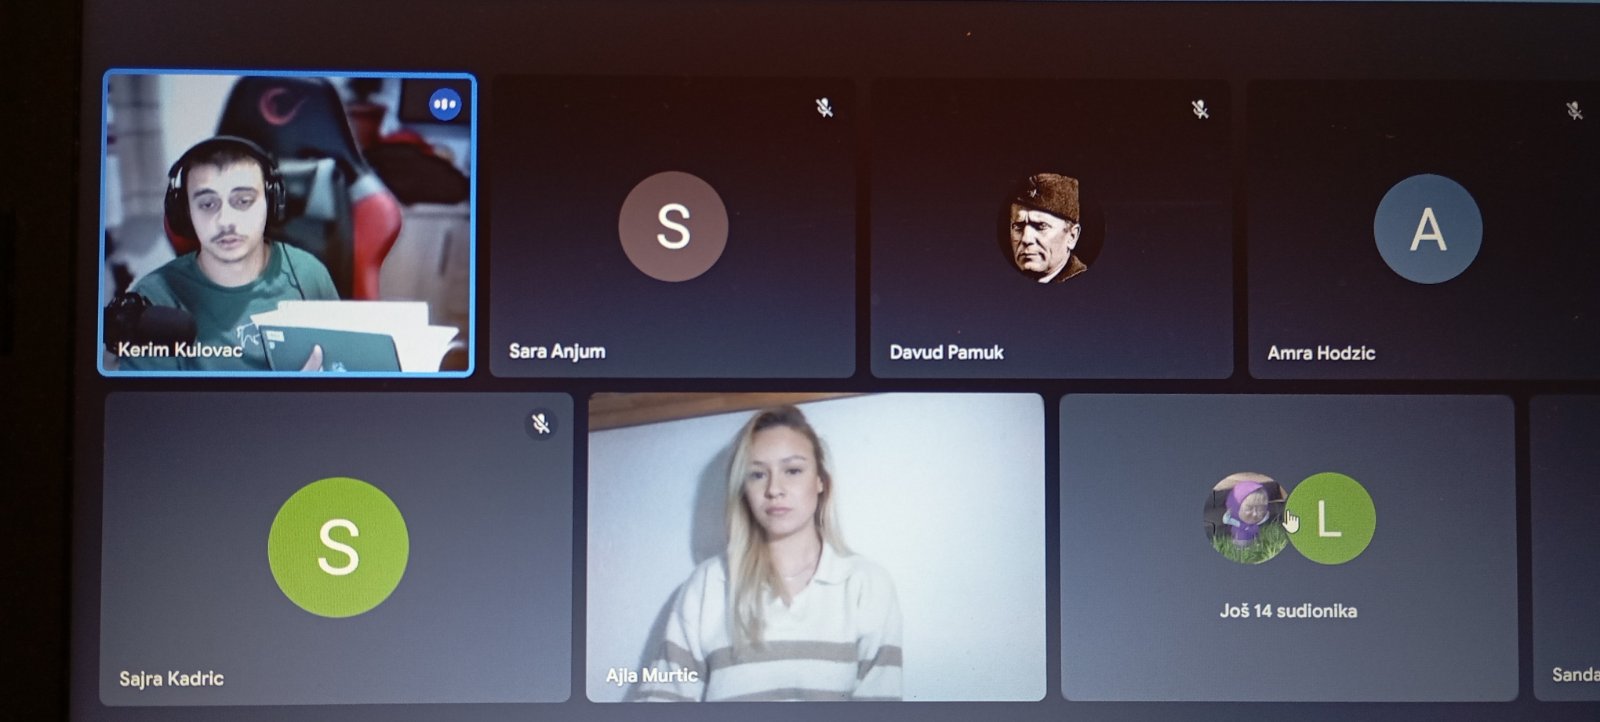 S
A
Kerim Kulovac
Sara Anjum
Davud Pamuk
Amra Hodzic
S
L
Još 14 sudionika
Sajra Kadric
Ajla Murtic
Sanda